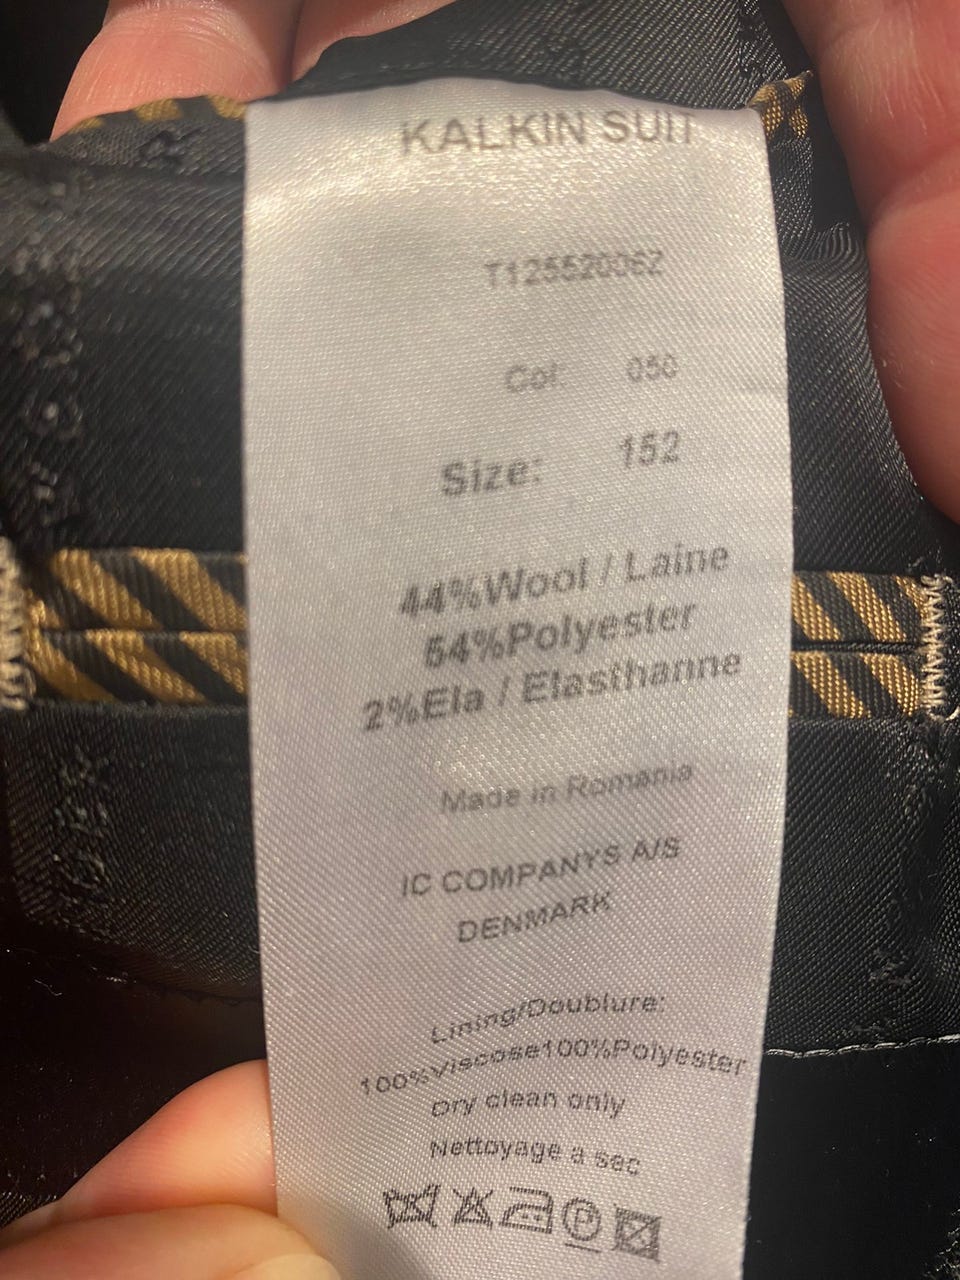 KALKIN SUIT
T12552006Z
Col: 050
Size: 152
44%Wool / Laine
54%Polyester
2%Ela / Elasthanne
Made in Romania
IC COMPANYS A/S
DENMARK
Lining/Doublure:
100%Viscose100%Polyester
Dry clean only
Nettoyage a sec
P